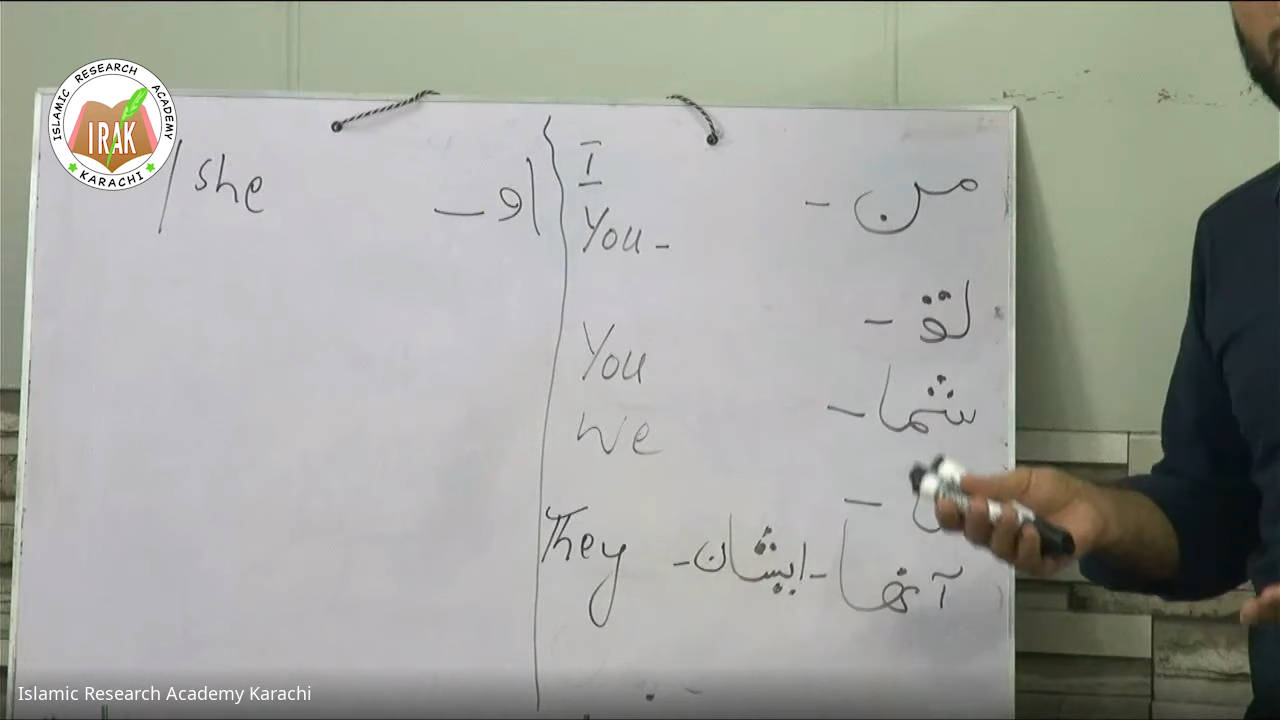 ISLAMIC RESEARCH ACADEMY
IRAK
KARACHI
/ she او –
I من –
You – تو –
You شما –
We –
They آنها - ایشان -
Islamic Research Academy Karachi